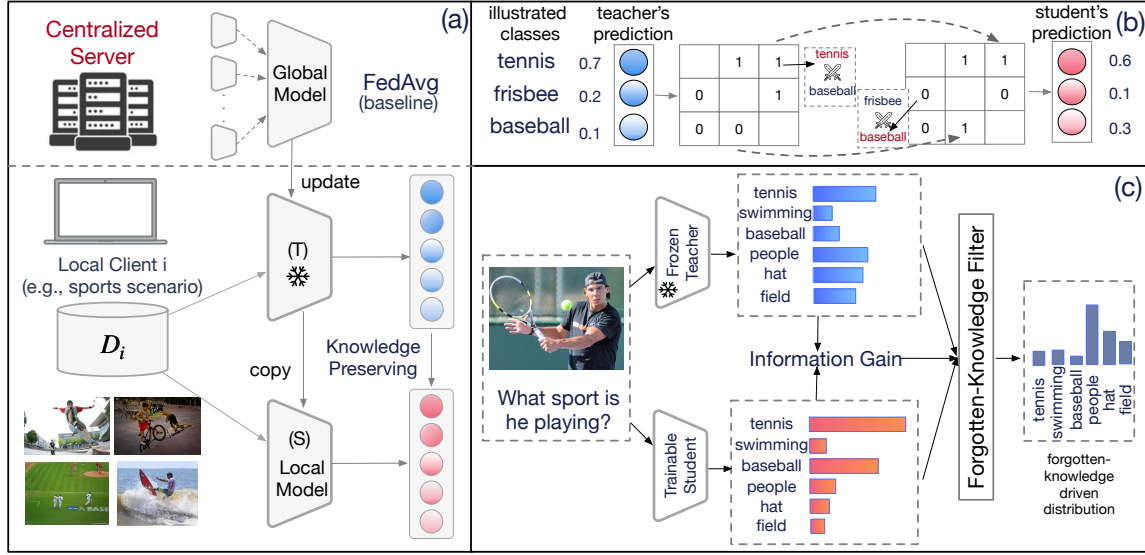 (a)
Centralized
Server
Global
Model
FedAvg
(baseline)
update
Local Client i
(e.g., sports scenario)
D_i
(T)
copy
Knowledge
Preserving
(S)
Local
Model
(b)
illustrated
classes
teacher's
prediction
student's
prediction
tennis 0.7
frisbee 0.2
baseball 0.1
1 1
0 1
0 0
tennis
baseball
frisbee
baseball
1 1
0 0
0 1
0.6
0.1
0.3
(c)
What sport is
he playing?
Frozen
Teacher
Trainable
Student
tennis
swimming
baseball
people
hat
field
Information Gain
tennis
swimming
baseball
people
hat
field
Forgotten-Knowledge Filter
tennis
swimming
baseball
people
hat
field
forgotten-
knowledge
driven
distribution